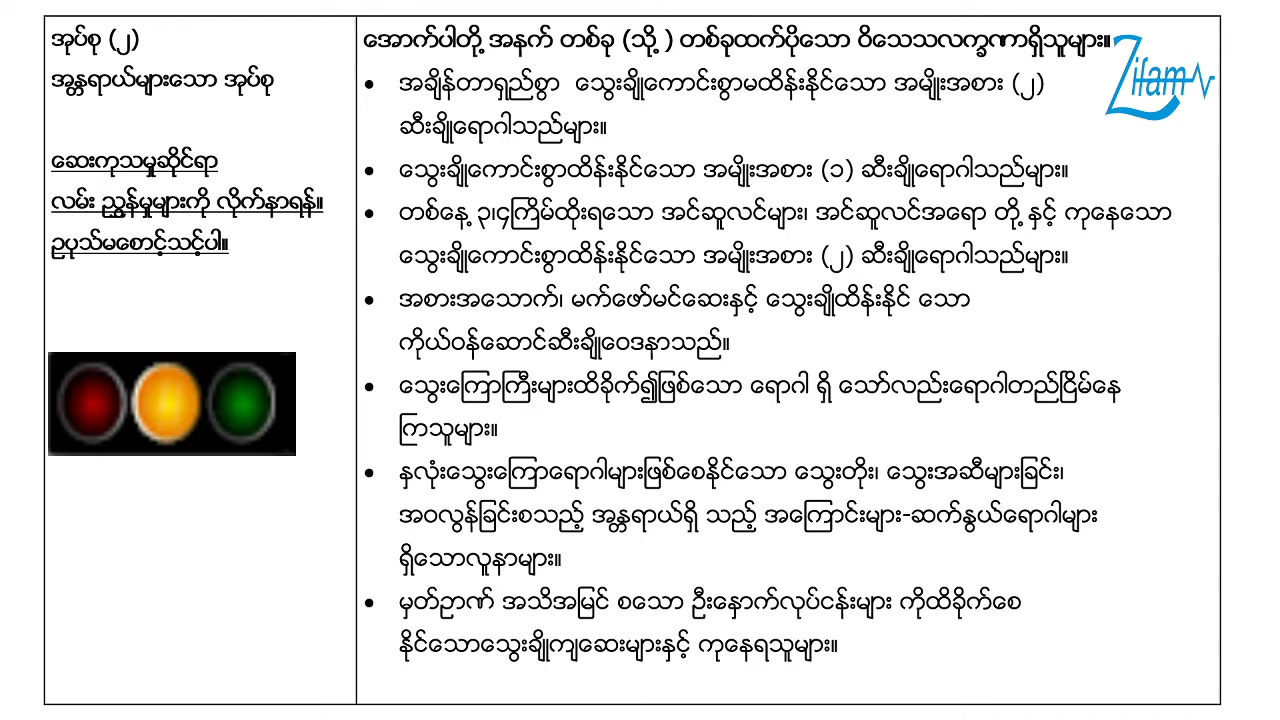 အုပ်စု (၂)
အန္တရာယ်များသော အုပ်စု
ဆေးကုသမှုဆိုင်ရာ
လမ်း ညွှန်မှုများကို လိုက်နာရန်။
ဥပုသ်မစောင့်သင့်ပါ။
အောက်ပါတို့ အနက် တစ်ခု (သို့ ) တစ်ခုထက်ပိုသော ဝိသေသလက္ခဏာရှိသူများ။
Zifam
• အချိန်တာရှည်စွာ သွေးချိုကောင်းစွာမထိန်းနိုင်သော အမျိုးအစား (၂)
ဆီးချိုရောဂါသည်များ။
• သွေးချိုကောင်းစွာထိန်းနိုင်သော အမျိုးအစား (၁) ဆီးချိုရောဂါသည်များ။
• တစ်နေ့ ၃၊၄ကြိမ်ထိုးရသော အင်ဆူလင်များ၊ အင်ဆူလင်အရော တို့ နှင့် ကုနေသော
သွေးချိုကောင်းစွာထိန်းနိုင်သော အမျိုးအစား (၂) ဆီးချိုရောဂါသည်များ။
• အစားအသောက်၊ မက်ဖော်မင်ဆေးနှင့် သွေးချိုထိန်းနိုင် သော
ကိုယ်ဝန်ဆောင်ဆီးချိုဝေဒနာသည်။
• သွေးကြောကြီးများထိခိုက်၍ဖြစ်သော ရောဂါ ရှိ သော်လည်းရောဂါတည်ငြိမ်နေ
ကြသူများ။
• နှလုံးသွေးကြောရောဂါများဖြစ်စေနိုင်သော သွေးတိုး၊ သွေးအဆီများခြင်း၊
အဝလွန်ခြင်းစသည့် အန္တရာယ်ရှိ သည့် အကြောင်းများ-ဆက်နွယ်ရောဂါများ
ရှိသောလူနာများ။
• မှတ်ဉာဏ် အသိအမြင် စသော ဦးနှောက်လုပ်ငန်းများ ကိုထိခိုက်စေ
နိုင်သောသွေးချိုကျဆေးများနှင့် ကုနေရသူများ။